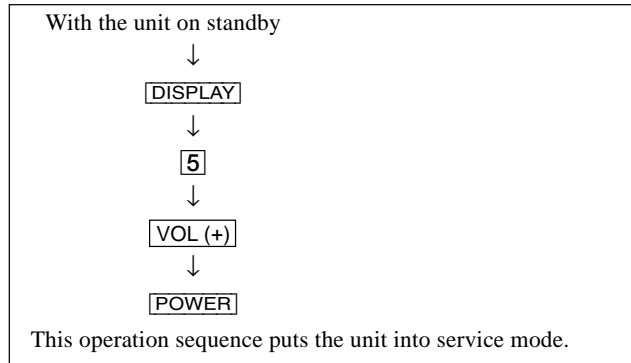 With the unit on standby
↓
DISPLAY
↓
5
↓
VOL (+)
↓
POWER
This operation sequence puts the unit into service mode.